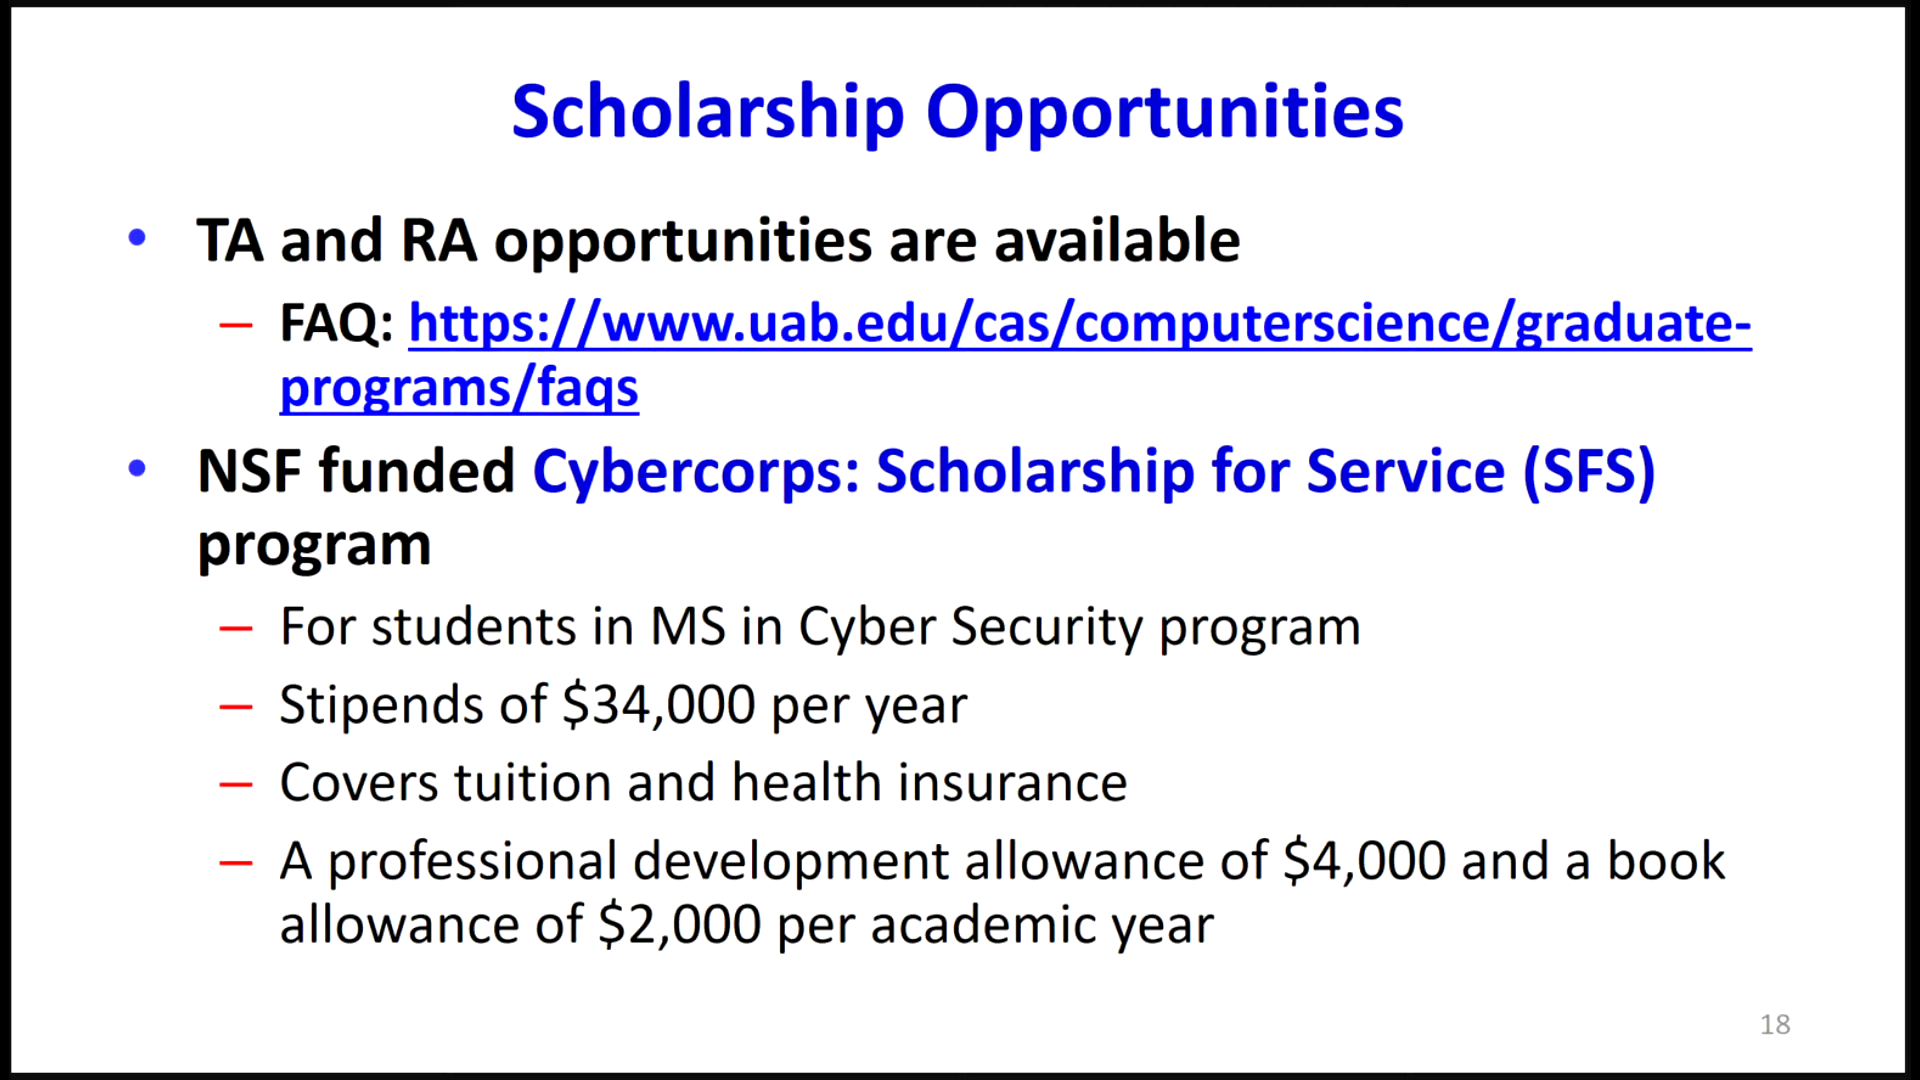 Scholarship Opportunities
• TA and RA opportunities are available
– FAQ: https://www.uab.edu/cas/computerscience/graduate-
programs/faqs
• NSF funded Cybercorps: Scholarship for Service (SFS)
program
– For students in MS in Cyber Security program
– Stipends of $34,000 per year
– Covers tuition and health insurance
– A professional development allowance of $4,000 and a book
allowance of $2,000 per academic year
18